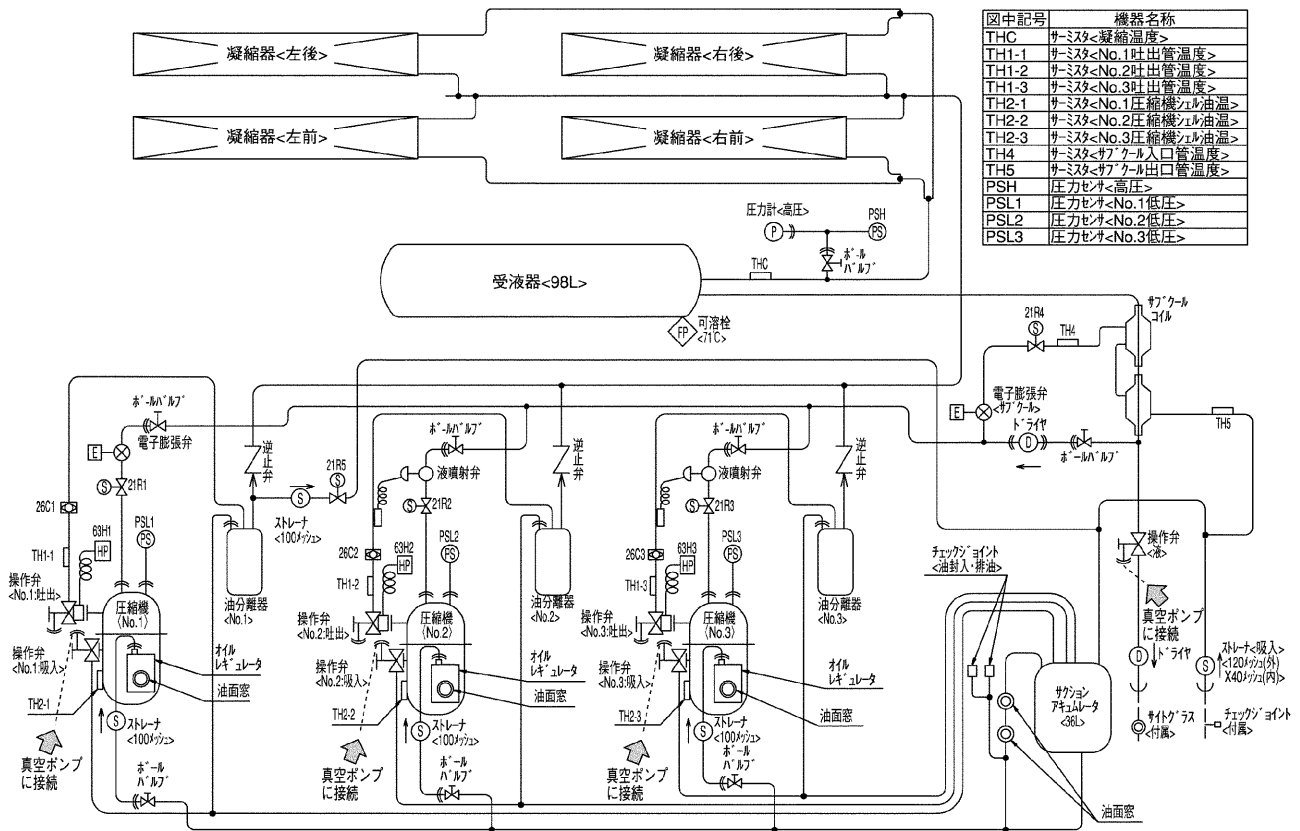 凝縮器<左後>
凝縮器<右後>
凝縮器<左前>
凝縮器<右前>
図中記号 機器名称
THC サーミスタ<凝縮温度>
TH1-1 サーミスタ<No.1吐出管温度>
TH1-2 サーミスタ<No.2吐出管温度>
TH1-3 サーミスタ<No.3吐出管温度>
TH2-1 サーミスタ<No.1圧縮機シェル油温>
TH2-2 サーミスタ<No.2圧縮機シェル油温>
TH2-3 サーミスタ<No.3圧縮機シェル油温>
TH4 サーミスタ<サブクール入口管温度>
TH5 サーミスタ<サブクール出口管温度>
PSH 圧力センサ<高圧>
PSL1 圧力センサ<No.1低圧>
PSL2 圧力センサ<No.2低圧>
PSL3 圧力センサ<No.3低圧>
圧力計<高圧>
P
PSH
PS
ボール
バルブ
THC
受液器<98L>
FP
可溶栓
<71℃>
サブクール
コイル
21R4
S
TH4
電子膨張弁
<サブクール>
E
ドライヤ
D
ボールバルブ
TH5
ボールバルブ
電子膨張弁
E
S
21R1
逆止弁
21R5
S
S
ストレーナ
<100メッシュ>
26C1
63H1
HP
PSL1
PS
TH1-1
操作弁
<No.1:吐出>
圧縮機
(No.1)
油分離器
<No.1>
操作弁
<No.1:吸入>
オイル
レギュレータ
油面窓
TH2-1
S
ストレーナ
<100メッシュ>
真空ポンプ
に接続
ボール
バルブ
ボールバルブ
液噴射弁
S
21R2
逆止弁
26C2
63H2
HP
PSL2
PS
TH1-2
操作弁
<No.2:吐出>
圧縮機
(No.2)
油分離器
<No.2>
操作弁
<No.2:吸入>
オイル
レギュレータ
油面窓
TH2-2
S
ストレーナ
<100メッシュ>
真空ポンプ
に接続
ボール
バルブ
ボールバルブ
液噴射弁
S
21R3
逆止弁
26C3
63H3
HP
PSL3
PS
TH1-3
操作弁
<No.3:吐出>
圧縮機
(No.3)
油分離器
<No.3>
操作弁
<No.3:吸入>
オイル
レギュレータ
油面窓
TH2-3
S
ストレーナ
<100メッシュ>
真空ポンプ
に接続
ボール
バルブ
チェックジョイント
<油封入・排油>
サクション
アキュムレータ
<36L>
油面窓
操作弁
<液>
真空ポンプ
に接続
D
ドライヤ
サイトグラス
<付属>
S
ストレーナ<吸入>
<120メッシュ(外)
X40メッシュ(内)>
チェックジョイント
<付属>